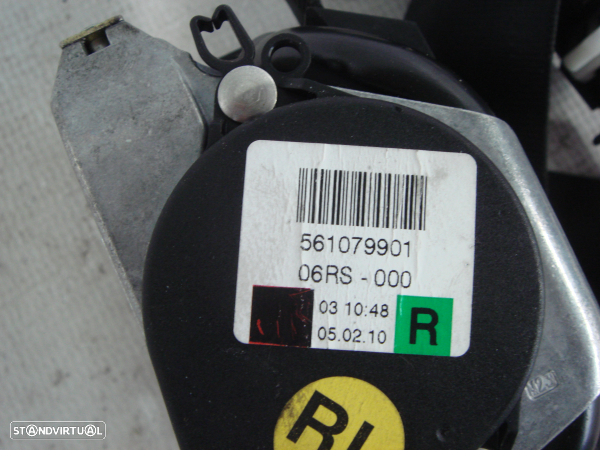 561079901
06RS - 000
03 10:48
05.02.10
R
STANDVIRTUAL